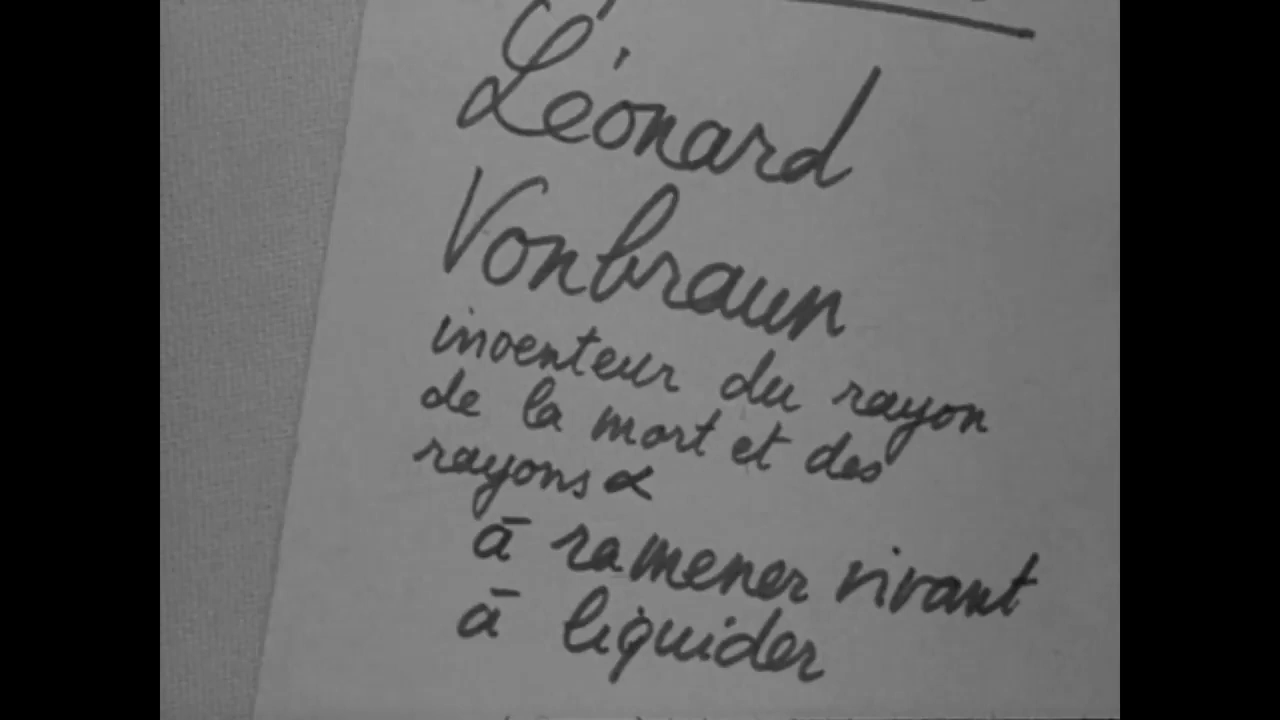 Léonard
Vonbraun
inventeur du rayon
de la mort et des
rayons α
à ramener vivant
à liquider